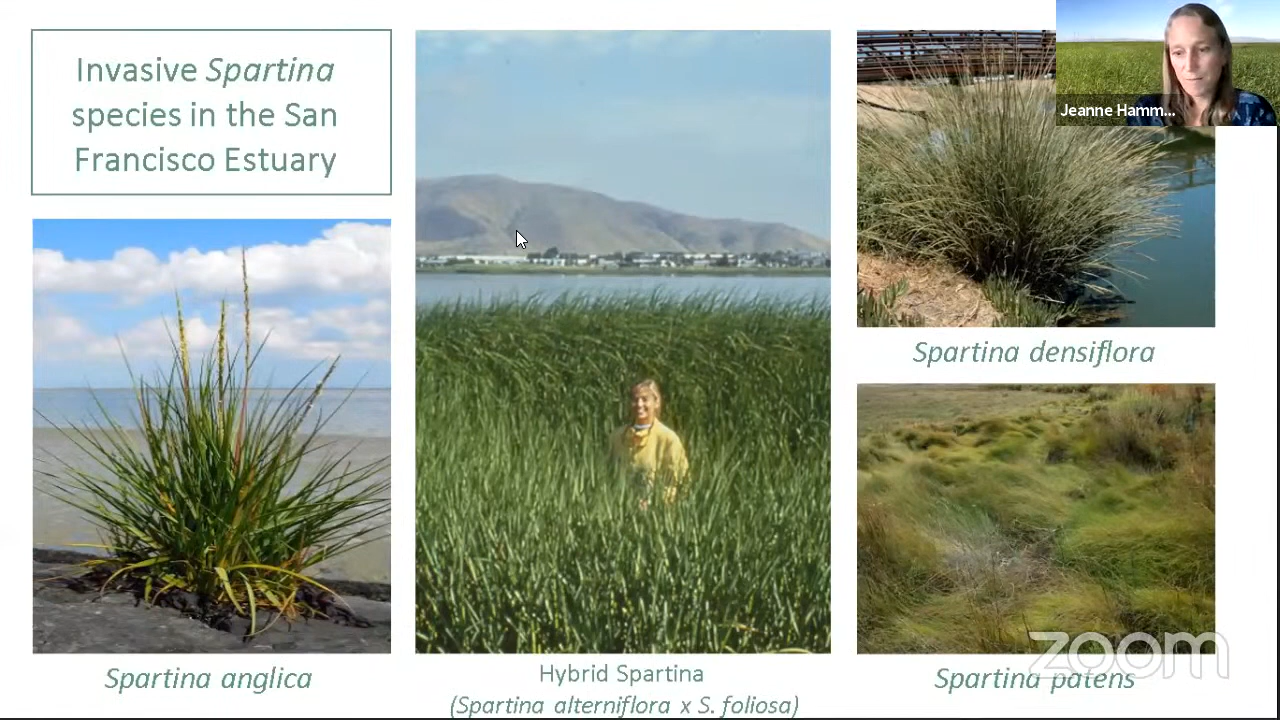 Invasive Spartina
species in the San
Francisco Estuary
Jeanne Hamm...
Spartina densiflora
Spartina anglica
Hybrid Spartina
(Spartina alterniflora x S. foliosa)
Spartina patens
zoom